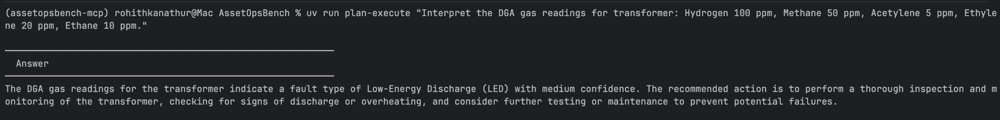 (assetopsbench-mcp) rohithkanathur@Mac AssetOpsBench % uv run plan-execute "Interpret the DGA gas readings for transformer: Hydrogen 100 ppm, Methane 50 ppm, Acetylene 5 ppm, Ethyle
ne 20 ppm, Ethane 10 ppm."
Answer
The DGA gas readings for the transformer indicate a fault type of Low-Energy Discharge (LED) with medium confidence. The recommended action is to perform a thorough inspection and m
onitoring of the transformer, checking for signs of discharge or overheating, and consider further testing or maintenance to prevent potential failures.